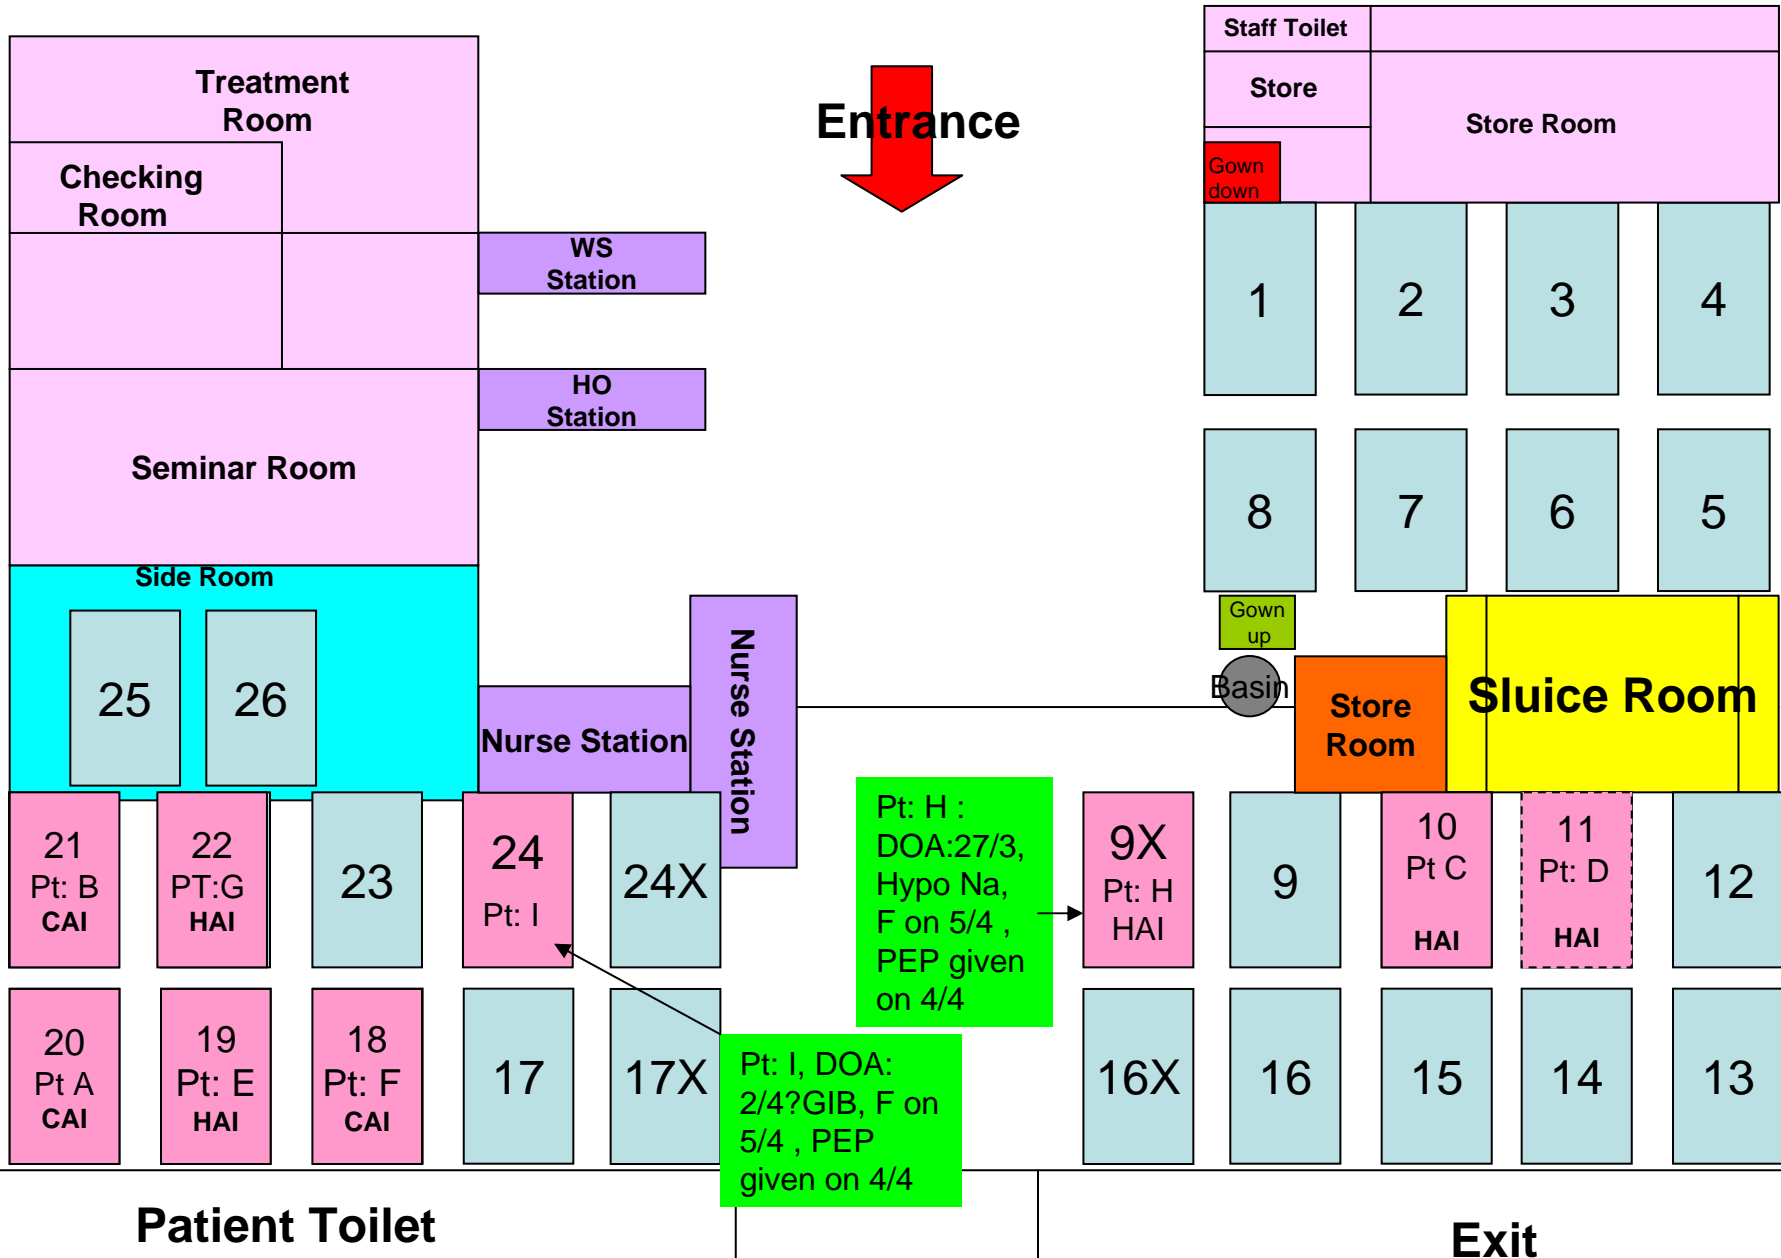 Staff Toilet
Treatment
Room
Entrance
Store
Store Room
Checking
Room
Gown
down
WS
Station
1
2
3
4
HO
Station
Seminar Room
8
7
6
5
Side Room
25
26
Nurse Station
Nurse Station
Gown
up
Basin
Store
Room
Sluice Room
21
Pt: B
CAI
22
PT:G
HAI
23
24
Pt: I
24X
Pt: H :
DOA:27/3,
Hypo Na,
F on 5/4 ,
PEP given
on 4/4
9X
Pt: H
HAI
9
10
Pt C
HAI
11
Pt: D
HAI
12
20
Pt A
CAI
19
Pt: E
HAI
18
Pt: F
CAI
17
17X
Pt: I, DOA:
2/4?GIB, F on
5/4 , PEP
given on 4/4
16X
16
15
14
13
Patient Toilet
Exit